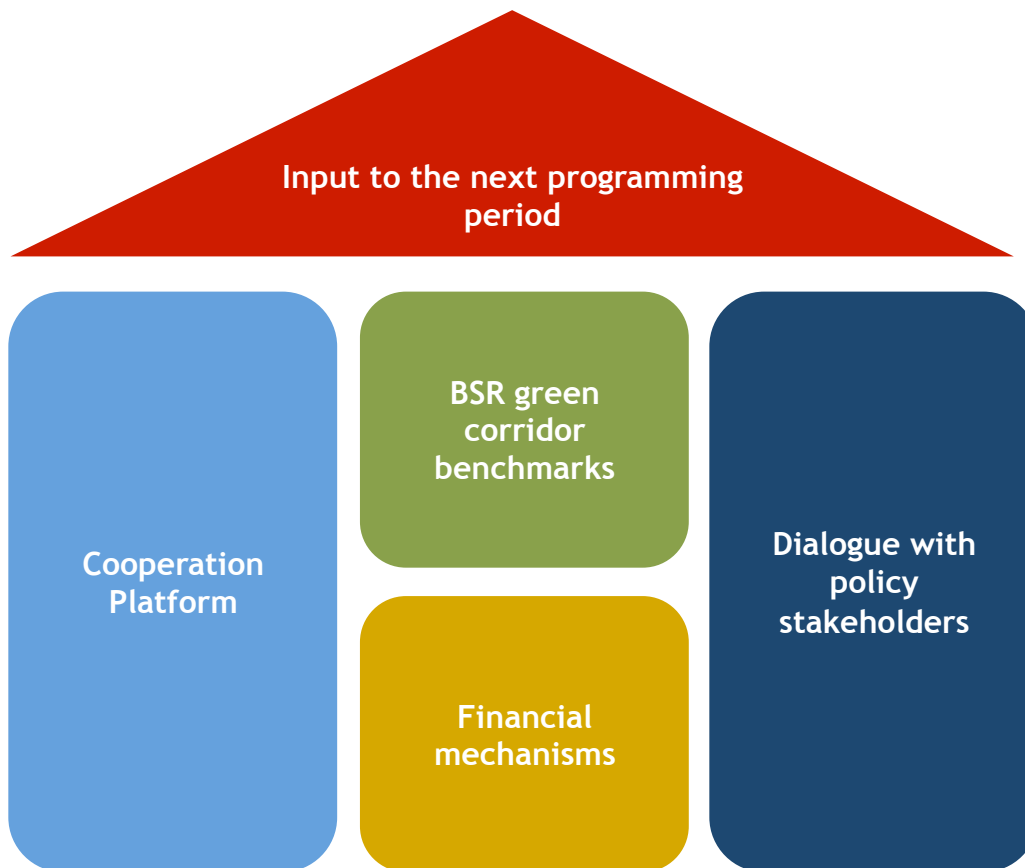 Input to the next programming
period
BSR green
corridor
benchmarks
Cooperation
Platform
Dialogue with
policy
stakeholders
Financial
mechanisms